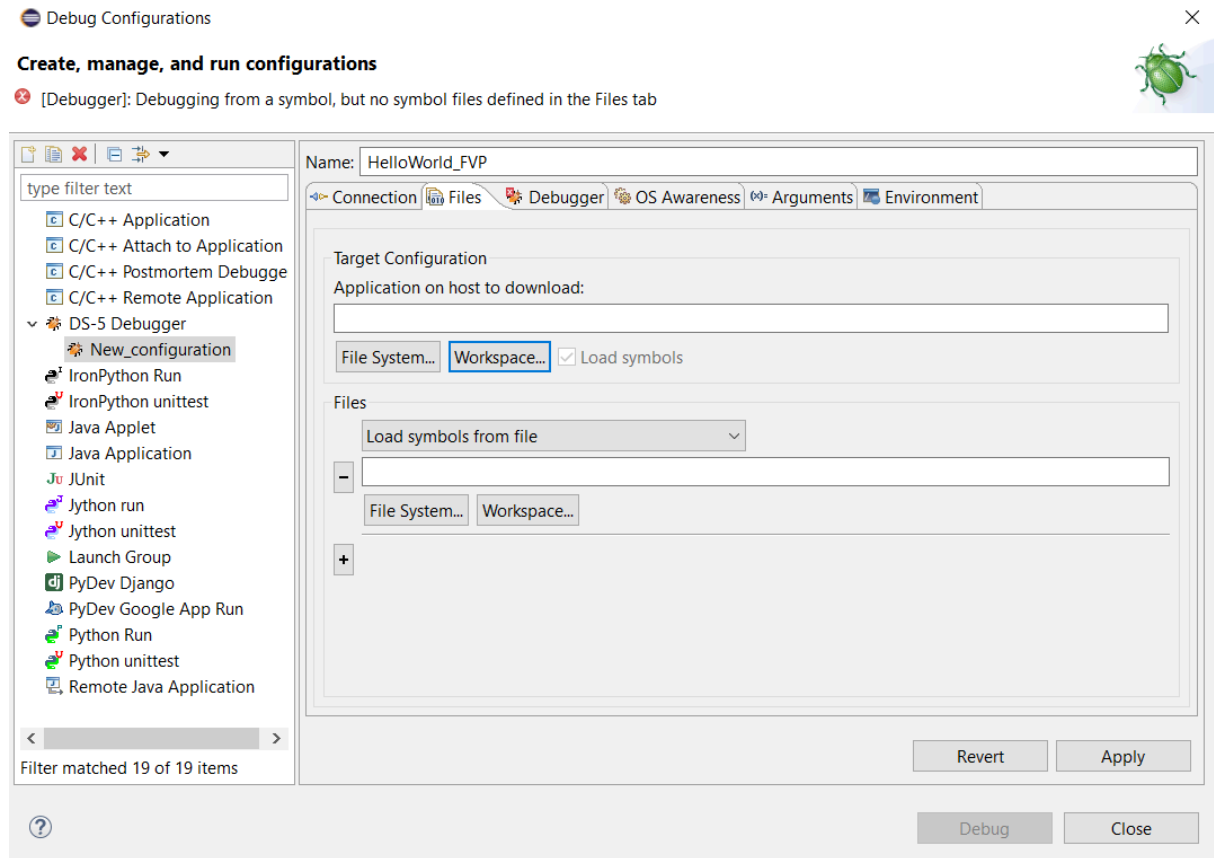 Debug Configurations
Create, manage, and run configurations
[Debugger]: Debugging from a symbol, but no symbol files defined in the Files tab
type filter text
C/C++ Application
C/C++ Attach to Application
C/C++ Postmortem Debugge
C/C++ Remote Application
DS-5 Debugger
New_configuration
IronPython Run
IronPython unittest
Java Applet
Java Application
Ju JUnit
Jython run
Jython unittest
Launch Group
dj PyDev Django
PyDev Google App Run
Python Run
Python unittest
Remote Java Application
Filter matched 19 of 19 items
Name: HelloWorld_FVP
Connection Files Debugger OS Awareness (x)= Arguments Environment
Target Configuration
Application on host to download:
File System... Workspace... Load symbols
Files
Load symbols from file
-
File System... Workspace...
+
Revert Apply
? Debug Close